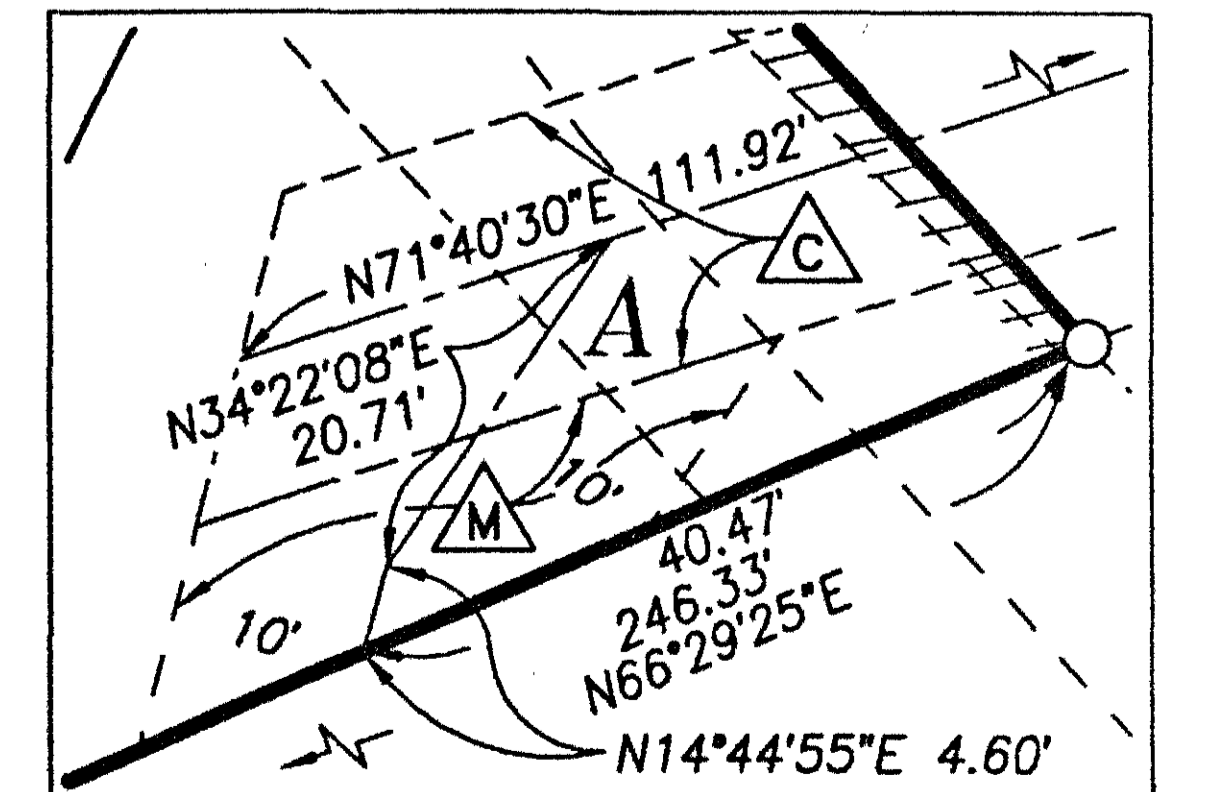 111.92'
N71°40'30"E
C
A
N34°22'08"E
20.71'
M
10.
10.
40.47'
246.33'
N66°29'25"E
N14°44'55"E 4.60'